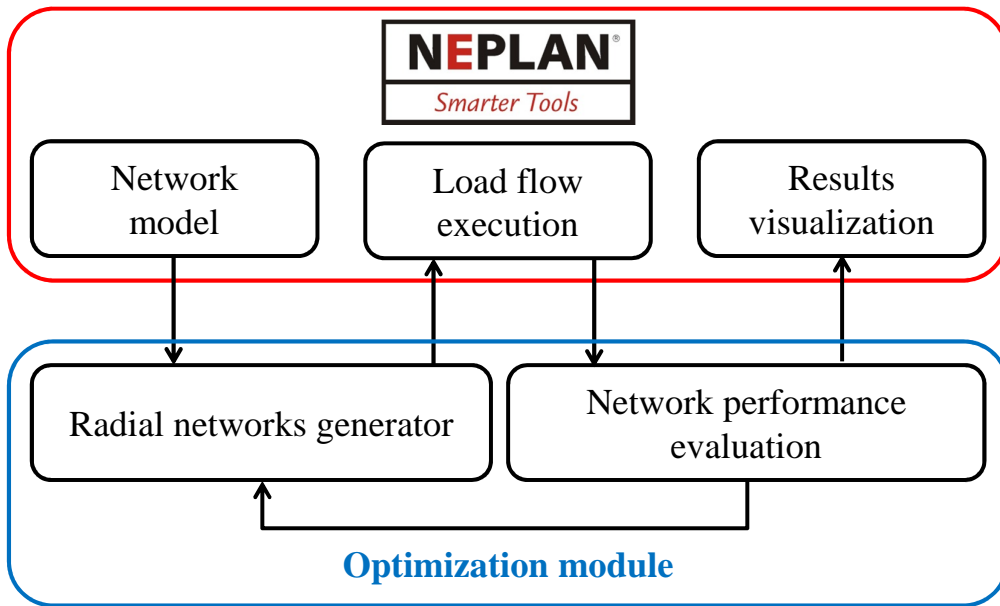 NEPLAN®
Smarter Tools
Network
model
Load flow
execution
Results
visualization
Radial networks generator
Network performance
evaluation
Optimization module